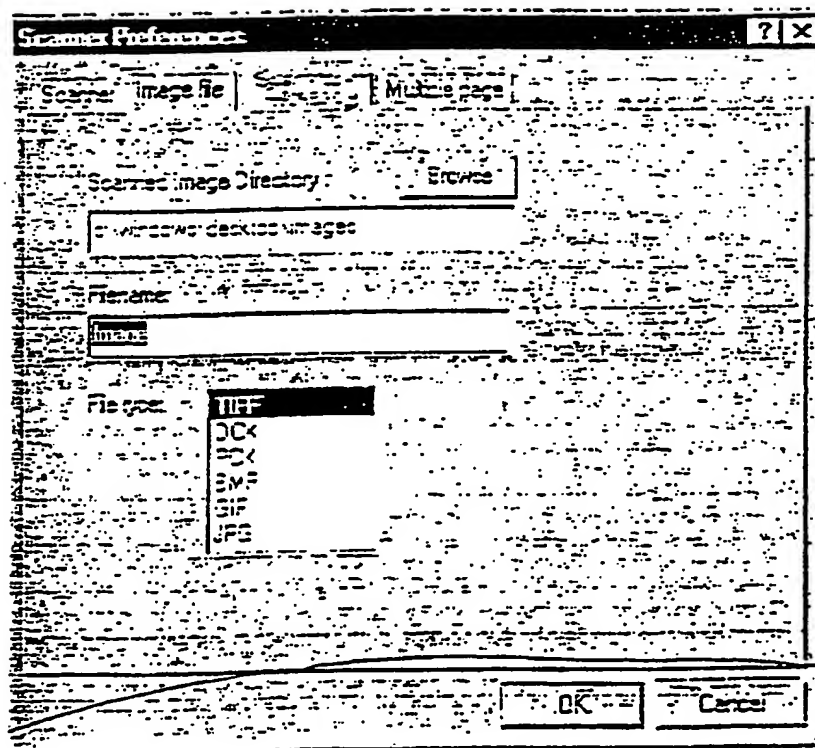 Scanner Preferences
Scanner Image file Multiple page
Scanned Image Directory: Browse
c:\windows\desktop\images
Filename:
Image
File type: TIFF
DCX
PCX
BMP
GIF
JPG
OK Cancel